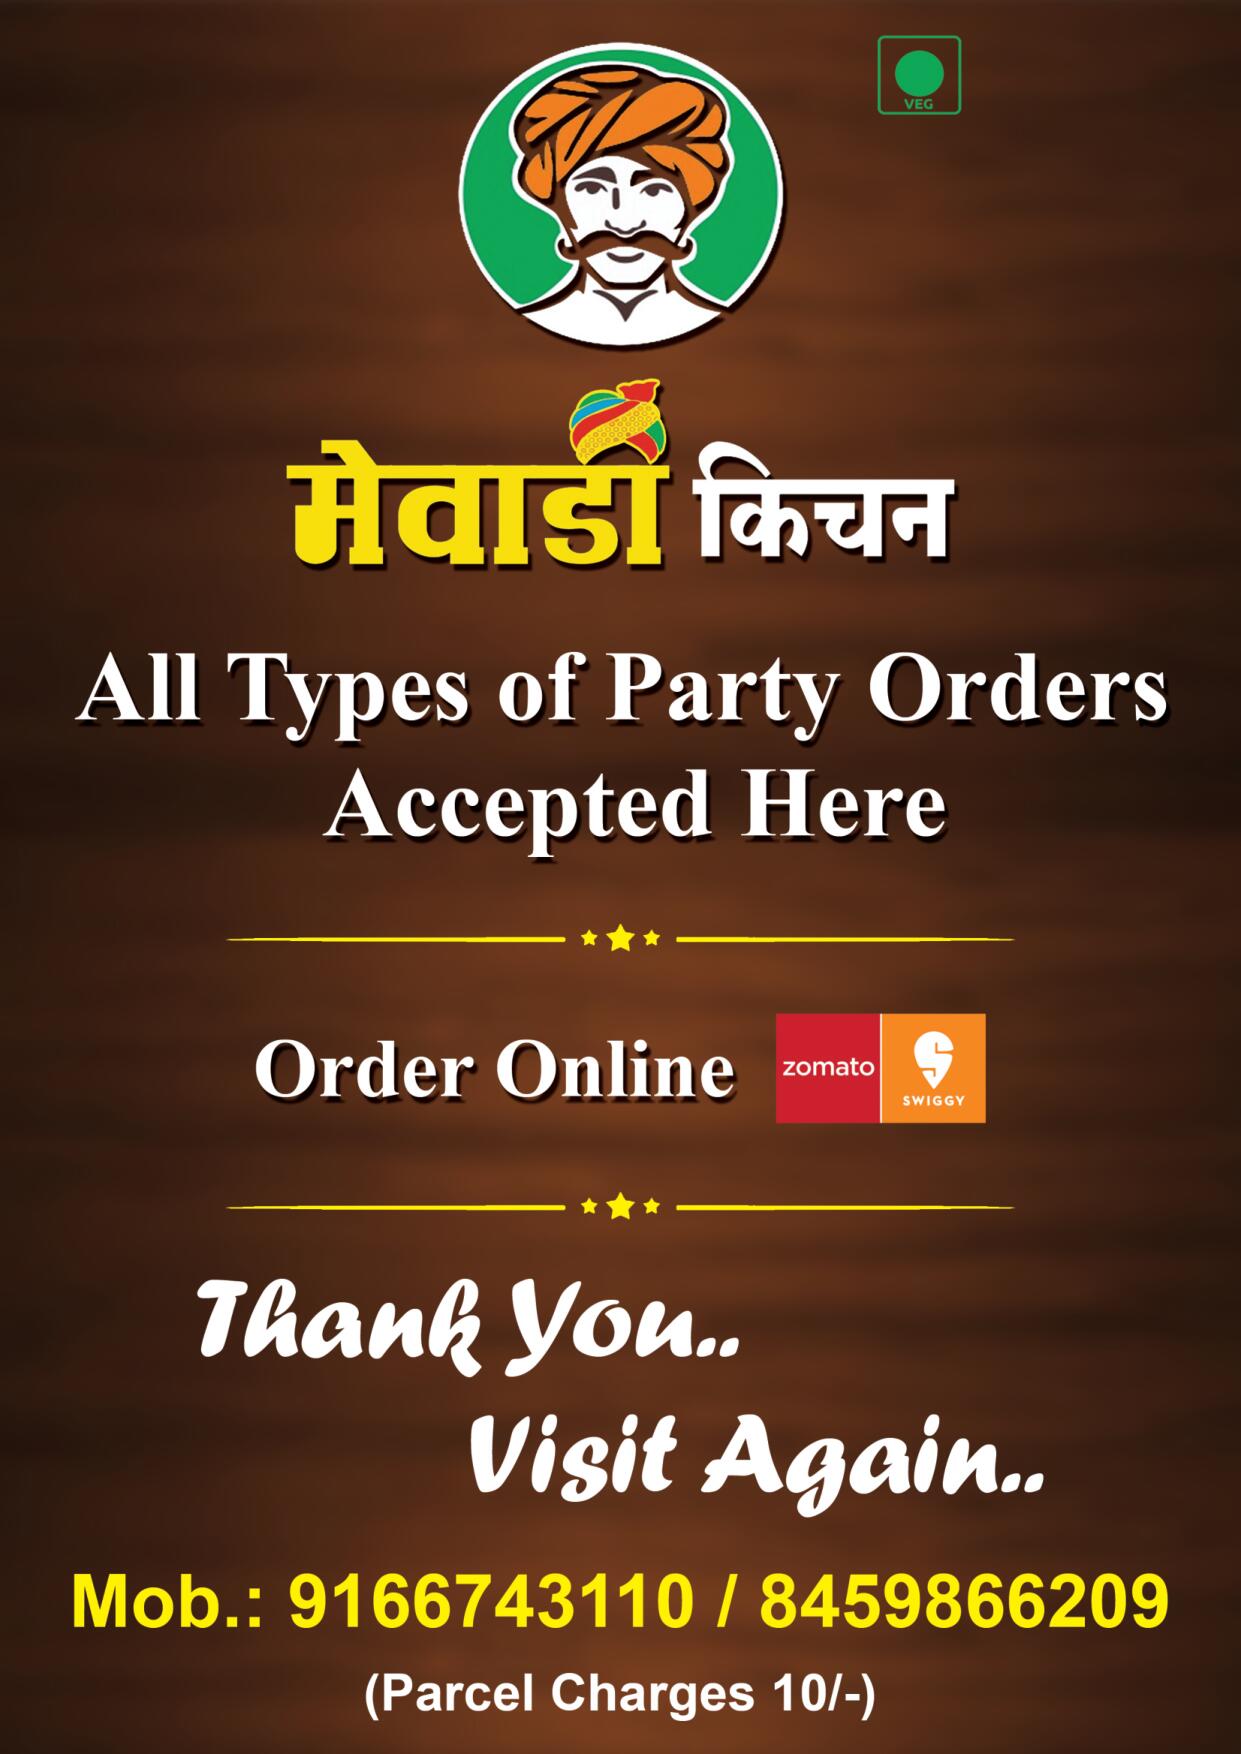 VEG
मेवाडी किचन
All Types of Party Orders
Accepted Here
Order Online zomato SWIGGY
Thank You..
Visit Again..
Mob.: 9166743110 / 8459866209
(Parcel Charges 10/-)